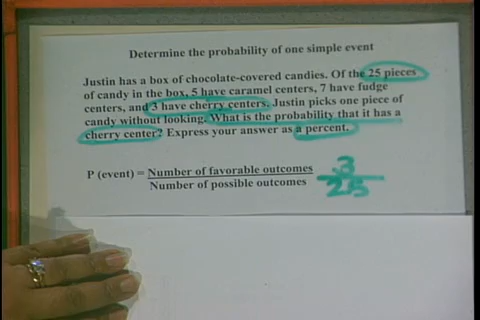 Determine the probability of one simple event
Justin has a box of chocolate-covered candies. Of the 25 pieces
of candy in the box, 5 have caramel centers, 7 have fudge
centers, and 3 have cherry centers. Justin picks one piece of
candy without looking. What is the probability that it has a
cherry center? Express your answer as a percent.
P (event) = Number of favorable outcomes 3
Number of possible outcomes 25